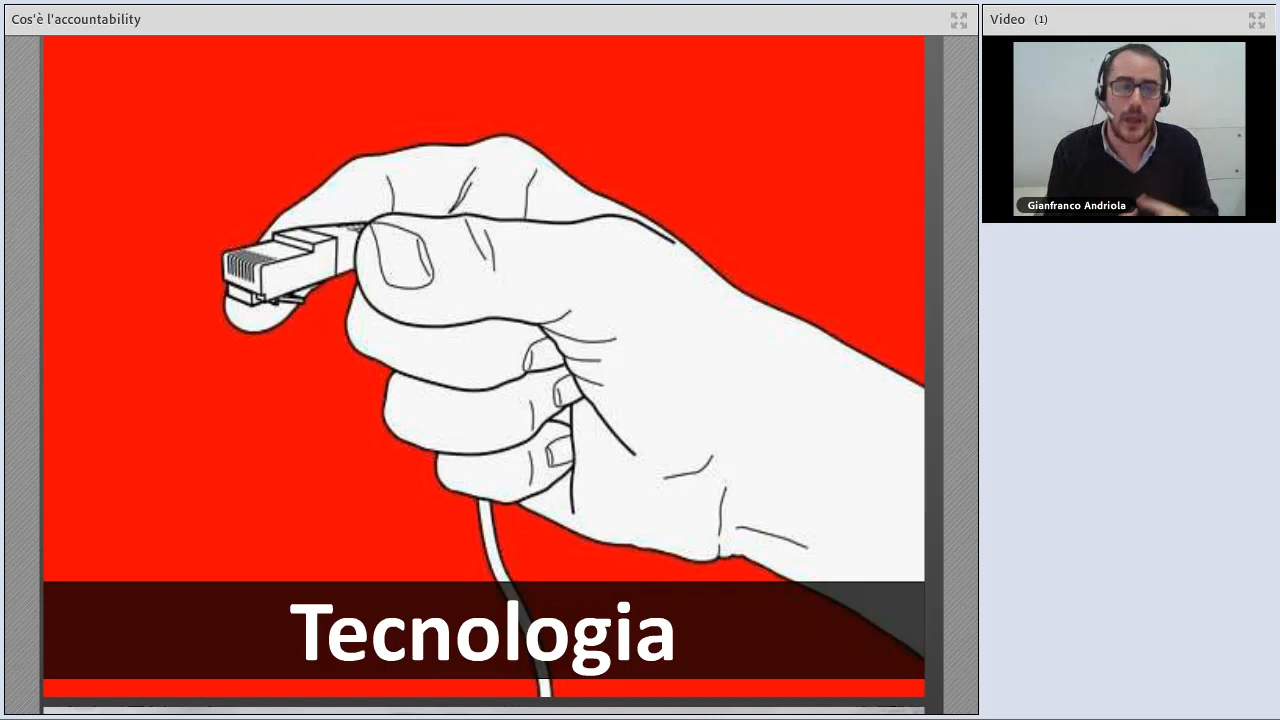 Cos'è l'accountability
Video (1)
Gianfranco Andriola
Tecnologia